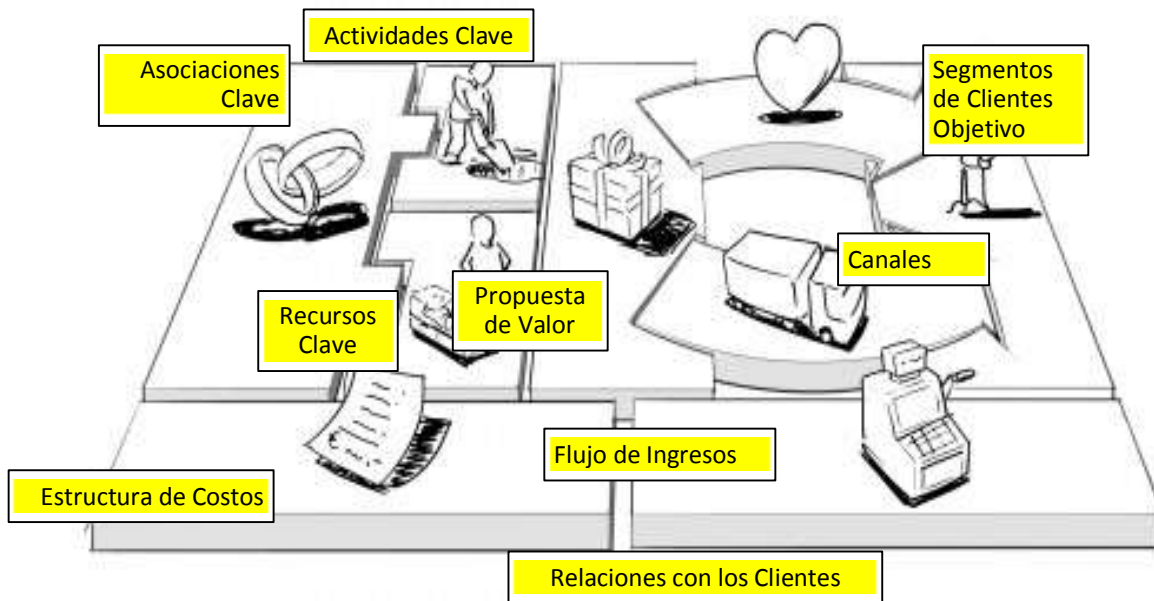 Actividades Clave
Asociaciones
Clave
Segmentos
de Clientes
Objetivo
Canales
Propuesta
de Valor
Recursos
Clave
Flujo de Ingresos
Estructura de Costos
Relaciones con los Clientes